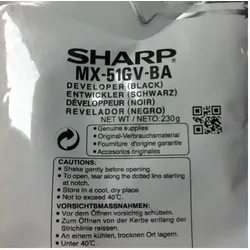 SHARP
MX-51GV-BA
DEVELOPER (BLACK)
ENTWICKLER (SCHWARZ)
DÉVELOPPEUR (NOIR)
REVELADOR (NEGRO)
NET WT / NETO: 230g
• Genuine supplies
• Original-Verbrauchsmaterial
• Fourniture d'origine garantie
• Accesorios originales
CAUTIONS:
• Shake gently before opening.
• To open, tear along the dotted line starting
at notch.
• Store in a cool, dry place.
• Not to exceed 40°C.
VORSICHTSMASSNAHMEN:
• Vor dem Öffnen vorsichtig schütteln.
• Zum Öffnen von der Kerbe entlang der
Strichlinie reissen.
• An einem kühlen, trocknen Ort lagern.
• Unter 40°C.